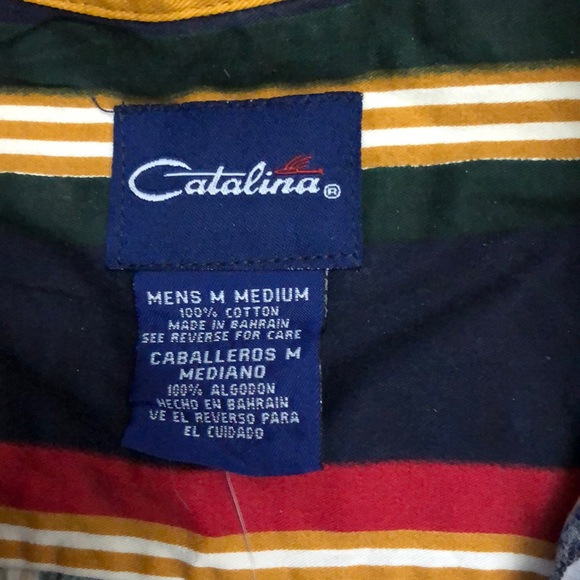 Catalina®
MENS M MEDIUM
100% COTTON
MADE IN BAHRAIN
SEE REVERSE FOR CARE
CABALLEROS M
MEDIANO
100% ALGODON
HECHO EN BAHRAIN
VE EL REVERSO PARA
EL CUIDADO